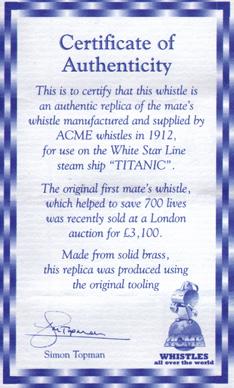 Certificate of
Authenticity
This is to certify that this whistle is
an authentic replica of the mate's
whistle manufactured and supplied by
ACME whistles in 1912,
for use on the White Star Line
steam ship "TITANIC".
The original first mate's whistle,
which helped to save 700 lives
was recently sold at a London
auction for £3,100.
Made from solid brass,
this replica was produced using
the original tooling
Simon Topman
ACME
WHISTLES
all over the world